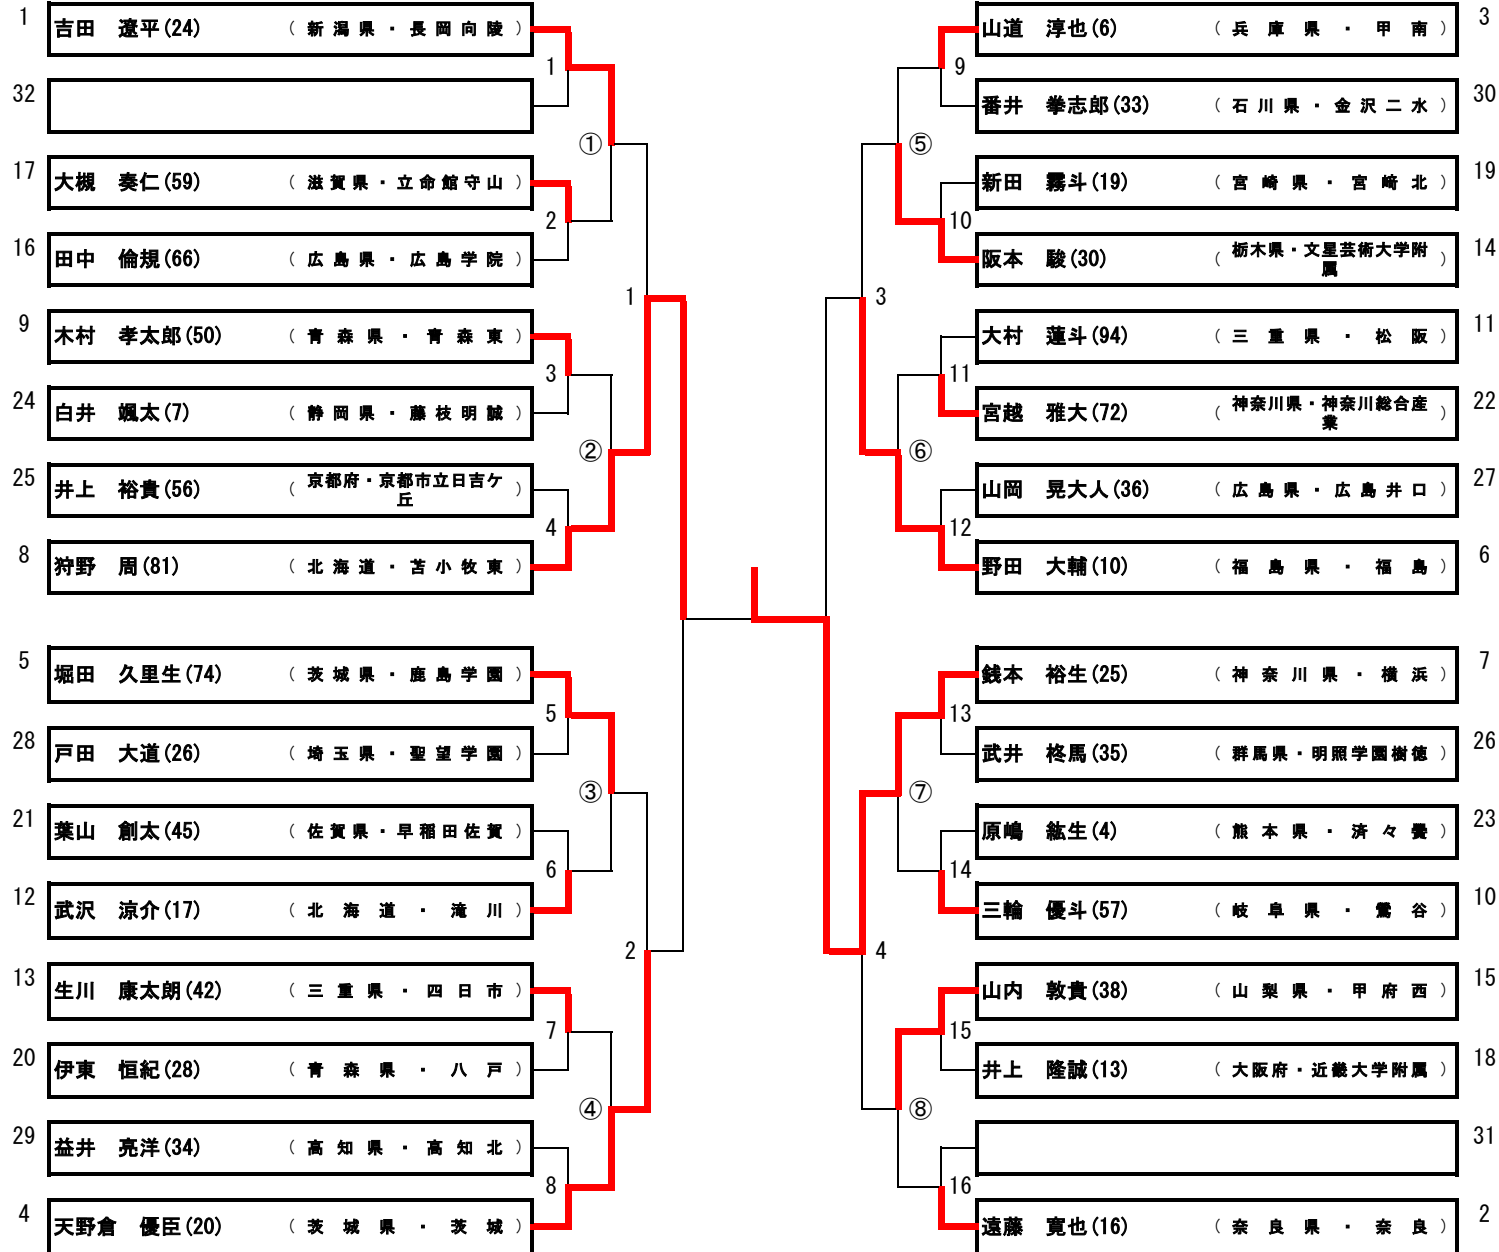 1 吉田　遼平(24) （新潟県・長岡向陵）
1
32
17 大槻　奏仁(59) （滋賀県・立命館守山）
2
16 田中　倫規(66) （広島県・広島学院）
①
9 木村　孝太郎(50) （青森県・青森東）
3
24 白井　颯太(7) （静岡県・藤枝明誠）
25 井上　裕貴(56) （京都府・京都市立日吉ケ
丘）
4
8 狩野　周(81) （北海道・苫小牧東）
②
1
5 堀田　久里生(74) （茨城県・鹿島学園）
5
28 戸田　大道(26) （埼玉県・聖望学園）
21 葉山　創太(45) （佐賀県・早稲田佐賀）
6
12 武沢　涼介(17) （北海道・滝川）
③
13 生川　康太朗(42) （三重県・四日市）
7
20 伊東　恒紀(28) （青森県・八戸）
29 益井　亮洋(34) （高知県・高知北）
8
4 天野倉　優臣(20) （茨城県・茨城）
④
2
山道　淳也(6) （兵庫県・甲南） 3
9
番井　拳志郎(33) （石川県・金沢二水） 30
新田　霧斗(19) （宮崎県・宮崎北） 19
10
阪本　駿(30) （栃木県・文星芸術大学附
属） 14
⑤
大村　蓮斗(94) （三重県・松阪） 11
11
宮越　雅大(72) （神奈川県・神奈川総合産
業） 22
山岡　晃大人(36) （広島県・広島井口） 27
12
野田　大輔(10) （福島県・福島） 6
⑥
3
銭本　裕生(25) （神奈川県・横浜） 7
13
武井　柊馬(35) （群馬県・明照学園樹徳） 26
原嶋　紘生(4) （熊本県・済々黌） 23
14
三輪　優斗(57) （岐阜県・鶯谷） 10
⑦
山内　敦貴(38) （山梨県・甲府西） 15
15
井上　隆誠(13) （大阪府・近畿大学附属） 18
31
16
遠藤　寛也(16) （奈良県・奈良） 2
⑧
4